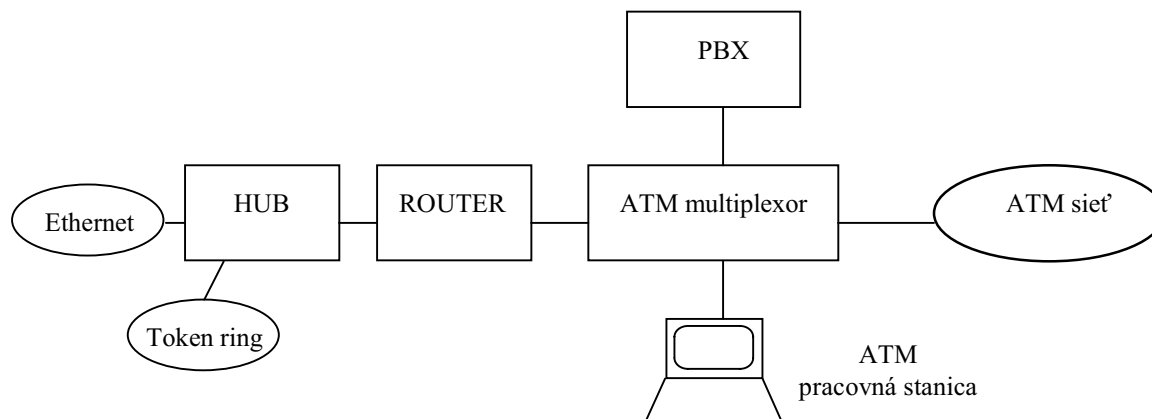 PBX
HUB
ROUTER
ATM multiplexor
ATM sieť
Ethernet
Token ring
ATM
pracovná stanica